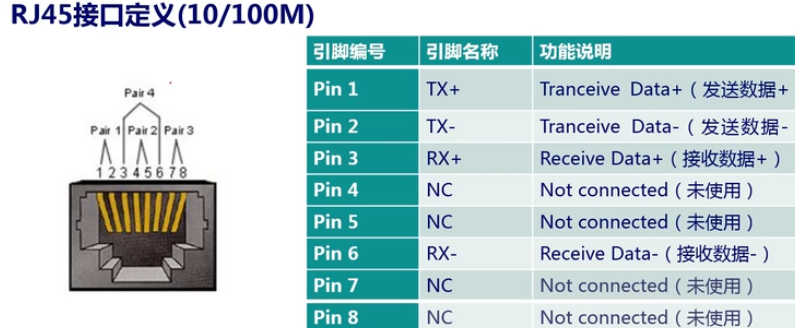 RJ45接口定义(10/100M)
Pair 4
Pair 1 Pair 2 Pair 3
1 2 3 4 5 6 7 8
引脚编号 引脚名称 功能说明
Pin 1 TX+ Tranceive Data+ ( 发送数据+
Pin 2 TX- Tranceive Data- ( 发送数据-
Pin 3 RX+ Receive Data+ ( 接收数据+ )
Pin 4 NC Not connected ( 未使用 )
Pin 5 NC Not connected ( 未使用 )
Pin 6 RX- Receive Data- ( 接收数据- )
Pin 7 NC Not connected ( 未使用 )
Pin 8 NC Not connected ( 未使用 )